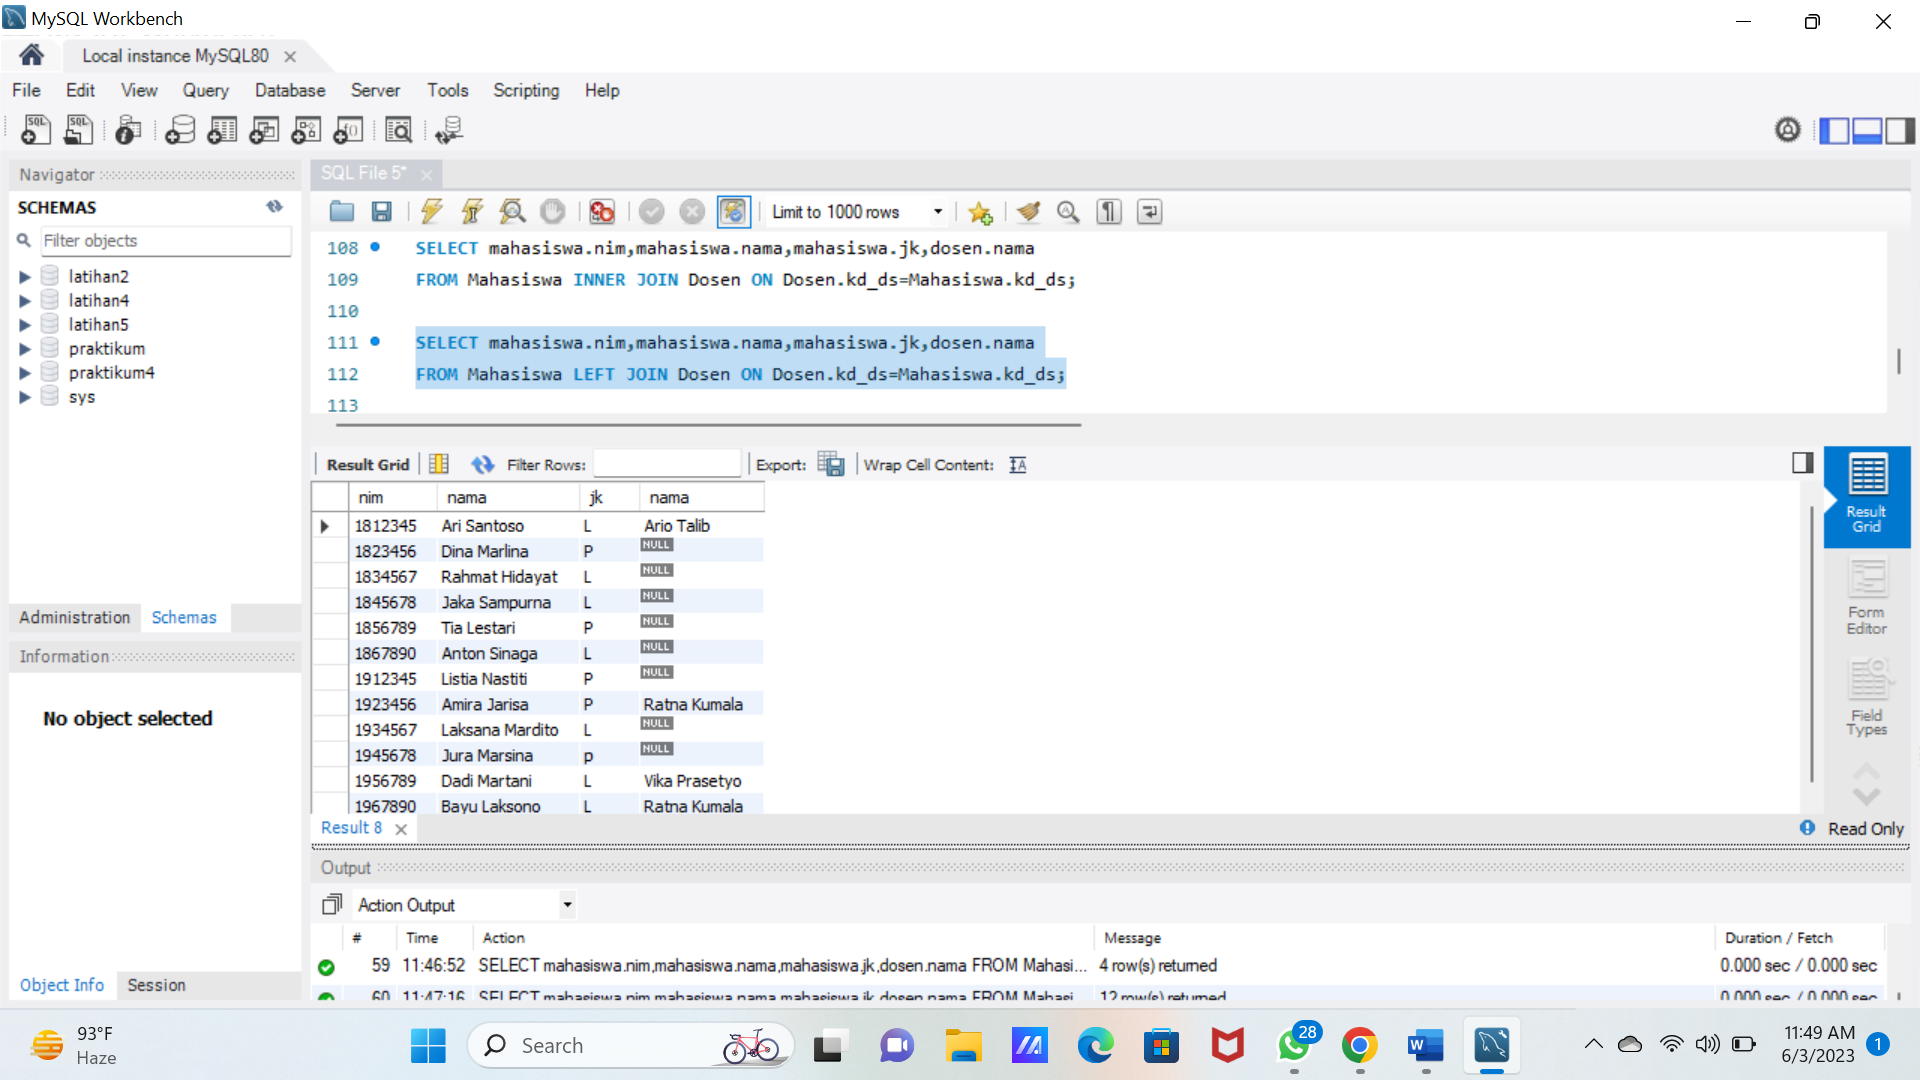 MySQL Workbench
Local instance MySQL80
File Edit View Query Database Server Tools Scripting Help
Navigator
SCHEMAS
Filter objects
latihan2
latihan4
latihan5
praktikum
praktikum4
sys
Administration Schemas
Information
No object selected
Object Info Session
SQL File 5*
Limit to 1000 rows
108 SELECT mahasiswa.nim,mahasiswa.nama,mahasiswa.jk,dosen.nama
109 FROM Mahasiswa INNER JOIN Dosen ON Dosen.kd_ds=Mahasiswa.kd_ds;
110
111 SELECT mahasiswa.nim,mahasiswa.nama,mahasiswa.jk,dosen.nama
112 FROM Mahasiswa LEFT JOIN Dosen ON Dosen.kd_ds=Mahasiswa.kd_ds;
113
Result Grid Filter Rows: Export: Wrap Cell Content:
nim nama jk nama
1812345 Ari Santoso L Ario Talib
1823456 Dina Marlina P NULL
1834567 Rahmat Hidayat L NULL
1845678 Jaka Sampurna L NULL
1856789 Tia Lestari P NULL
1867890 Anton Sinaga L NULL
1912345 Listia Nastiti P NULL
1923456 Amira Jarisa P Ratna Kumala
1934567 Laksana Mardito L NULL
1945678 Jura Marsina p NULL
1956789 Dadi Martani L Vika Prasetyo
1967890 Bayu Laksono L Ratna Kumala
Result Grid
Form Editor
Field Types
Result 8
Read Only
Output
Action Output
# Time Action Message Duration / Fetch
59 11:46:52 SELECT mahasiswa.nim,mahasiswa.nama,mahasiswa.jk,dosen.nama FROM Mahasi... 4 row(s) returned 0.000 sec / 0.000 sec
60 11:47:16 SELECT mahasiswa.nim,mahasiswa.nama,mahasiswa.jk,dosen.nama FROM Mahasi... 12 row(s) returned 0.000 sec / 0.000 sec
93°F
Haze
Search
28
11:49 AM
6/3/2023
1